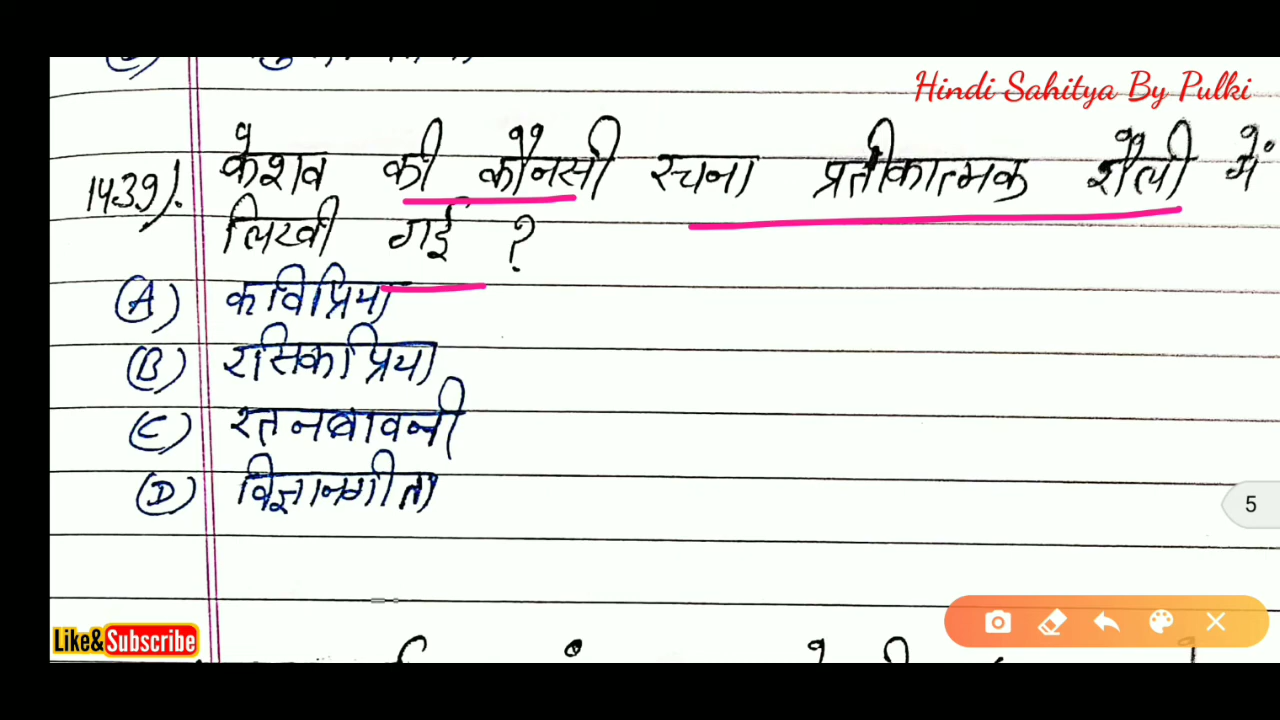 Hindi Sahitya By Pulki
1439). केशव की कौनसी रचना प्रतीकात्मक शैली में
लिखी गई ?
(A) कविप्रिया
(B) रसिकप्रिया
(C) रतनबावनी
(D) विज्ञानगीता
5
Like& Subscribe